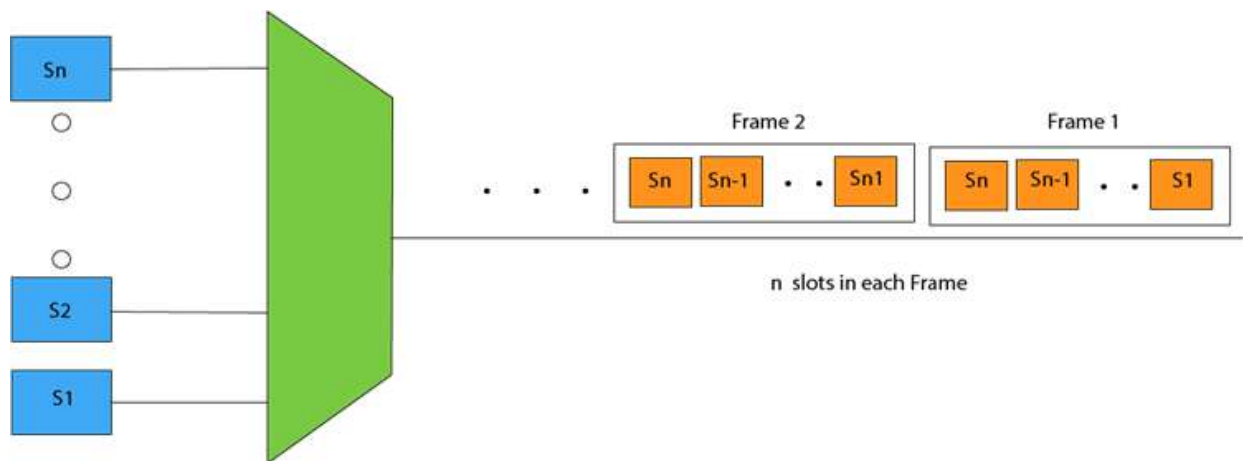 Sn
S2
S1
Frame 2
Sn Sn-1 . . Sn1
Frame 1
Sn Sn-1 . . S1
. . .
n slots in each Frame